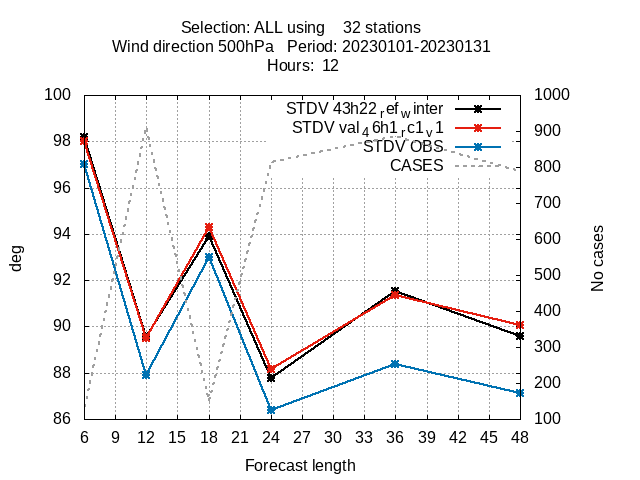 Selection: ALL using    32 stations
Wind direction 500hPa   Period: 20230101-20230131
Hours:  12
100
98
96
94
92
90
88
86
deg
1000
900
800
700
600
500
400
300
200
100
No cases
STDV 43h22refwinter
STDV val46h1rc1v1
STDV OBS
CASES
6 9 12 15 18 21 24 27 30 33 36 39 42 45 48
Forecast length